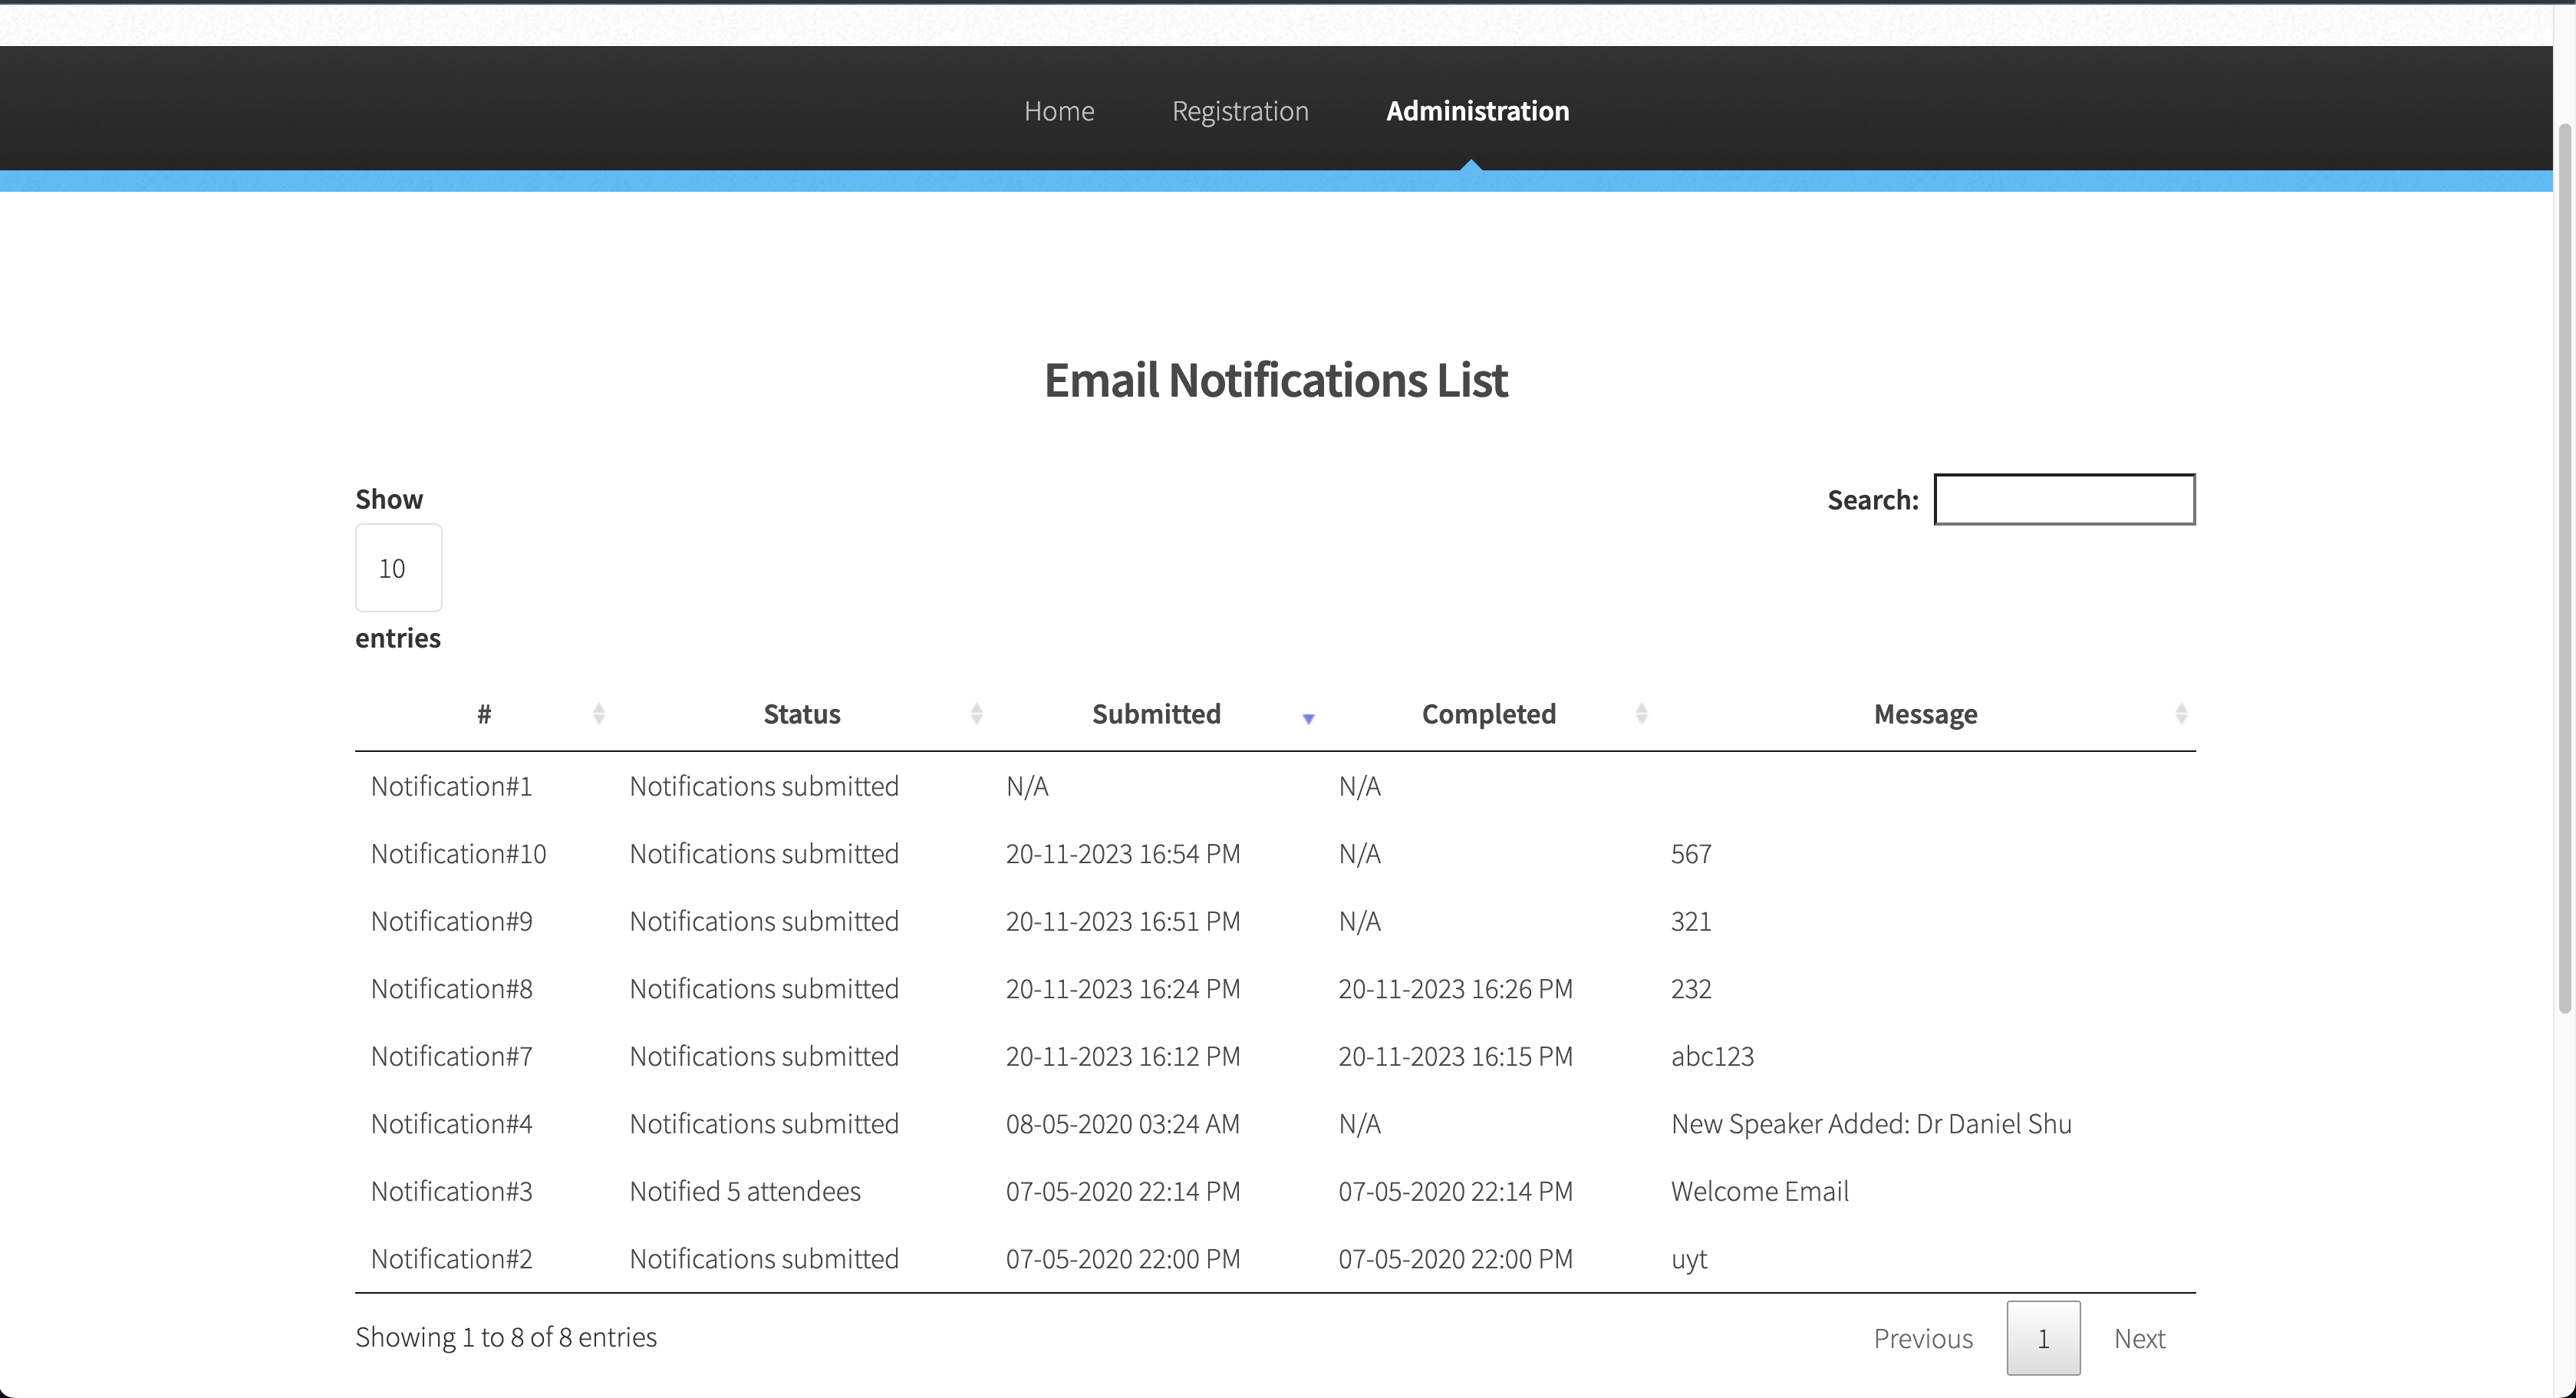 Home Registration Administration
Email Notifications List
Show
10
entries
Search:
# Status Submitted Completed Message
Notification#1 Notifications submitted N/A N/A
Notification#10 Notifications submitted 20-11-2023 16:54 PM N/A 567
Notification#9 Notifications submitted 20-11-2023 16:51 PM N/A 321
Notification#8 Notifications submitted 20-11-2023 16:24 PM 20-11-2023 16:26 PM 232
Notification#7 Notifications submitted 20-11-2023 16:12 PM 20-11-2023 16:15 PM abc123
Notification#4 Notifications submitted 08-05-2020 03:24 AM N/A New Speaker Added: Dr Daniel Shu
Notification#3 Notified 5 attendees 07-05-2020 22:14 PM 07-05-2020 22:14 PM Welcome Email
Notification#2 Notifications submitted 07-05-2020 22:00 PM 07-05-2020 22:00 PM uyt
Showing 1 to 8 of 8 entries
Previous 1 Next